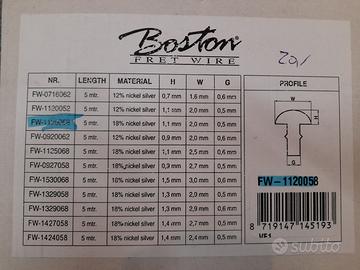 Boston®
FRET WIRE
NR. LENGTH MATERIAL H W G PROFILE
FW-0716062 5 mtr. 12% nickel silver 0,7 mm 1,6 mm 0,6 mm
FW-1120052 5 mtr. 12% nickel silver 1,1 mm 2,0 mm 0,5 mm
FW-1120058 5 mtr. 18% nickel silver 1,1 mm 2,0 mm 0,5 mm
FW-0920062 5 mtr. 12% nickel silver 0,9 mm 2,0 mm 0,6 mm
FW-1125068 5 mtr. 18% nickel silver 1,1 mm 2,5 mm 0,6 mm
FW-0927058 5 mtr. 18% nickel silver 0,9 mm 2,7 mm 0,5 mm
FW-1530068 5 mtr. 18% nickel silver 1,5 mm 3,0 mm 0,6 mm
FW-1329058 5 mtr. 18% nickel silver 1,3 mm 2,9 mm 0,5 mm
FW-1329068 5 mtr. 18% nickel silver 1,3 mm 2,9 mm 0,6 mm
FW-1427058 5 mtr. 18% nickel silver 1,4 mm 2,7 mm 0,5 mm
FW-1424058 5 mtr. 18% nickel silver 1,4 mm 2,4 mm 0,5 mm
W
H
G
FW-1120058
8 719147 145193
subito